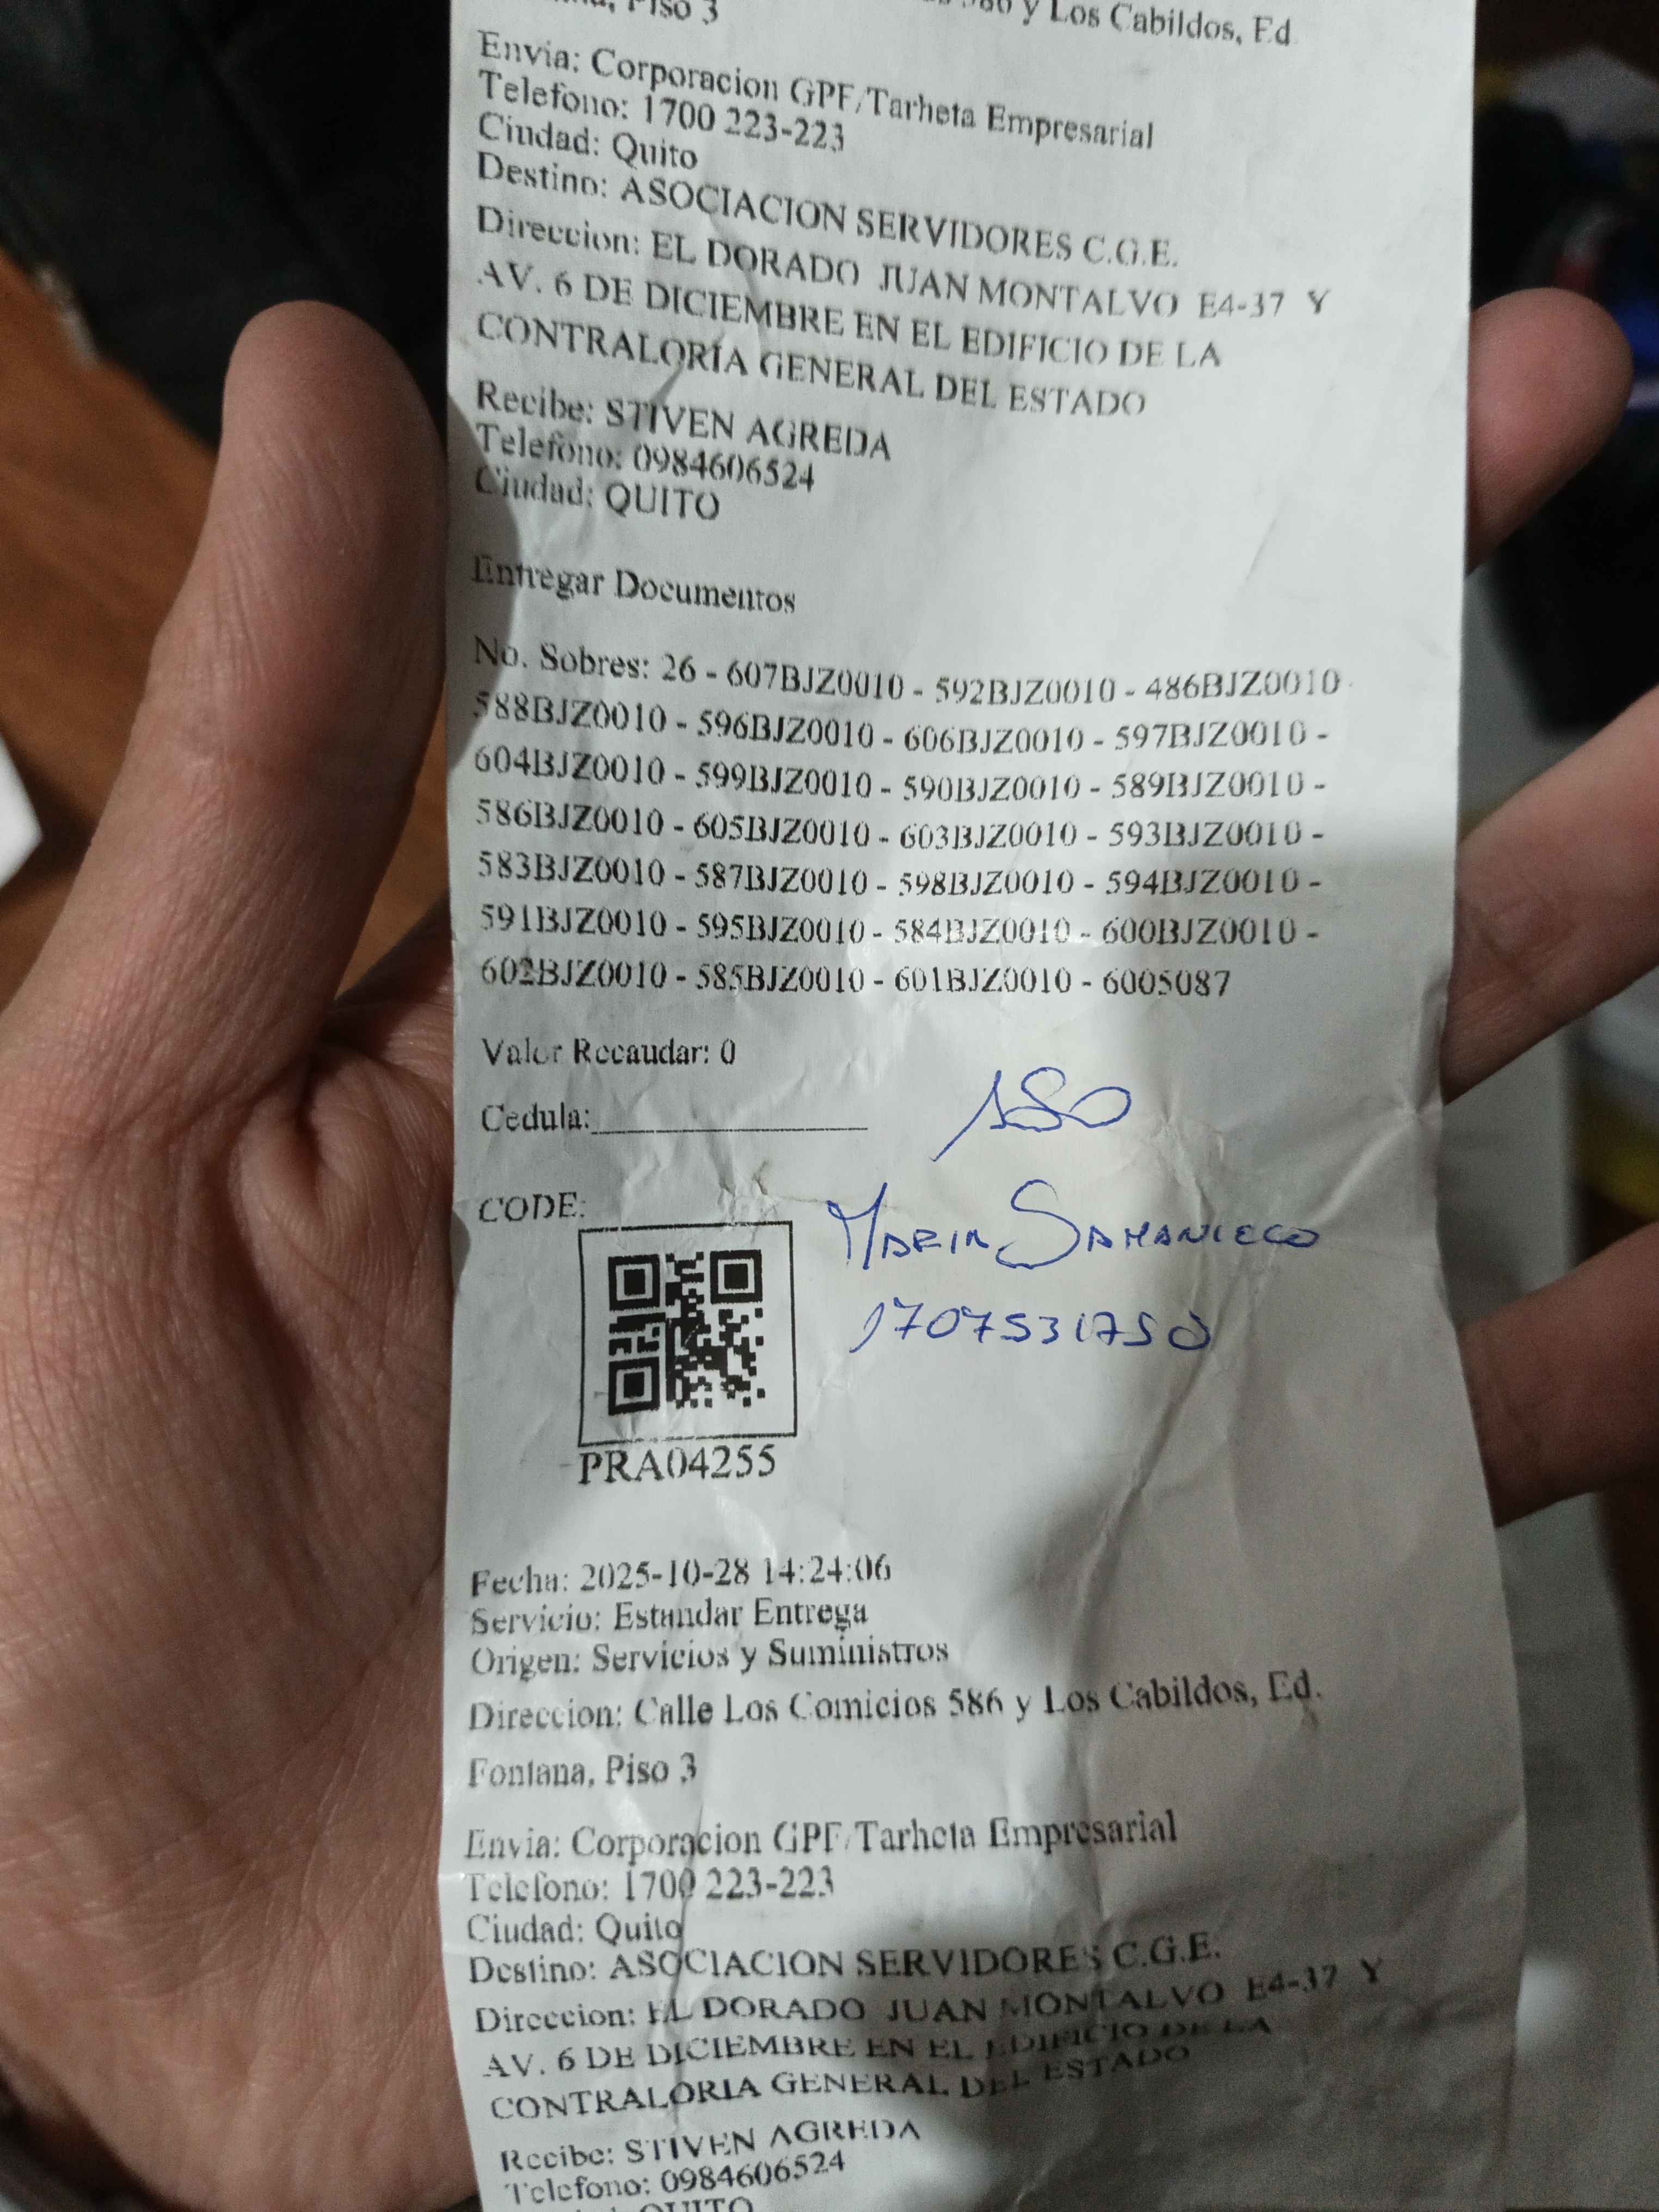 Piso 3
y Los Cabildos, Ed.
Envia: Corporacion GPF/Tarheta Empresarial
Telefono: 1700 223-223
Ciudad: Quito
Destino: ASOCIACION SERVIDORES C.G.E.
Direccion: EL DORADO JUAN MONTALVO E4-37 Y
AV. 6 DE DICIEMBRE EN EL EDIFICIO DE LA
CONTRALORIA GENERAL DEL ESTADO
Recibe: STIVEN AGREDA
Telefono: 0984606524
Ciudad: QUITO
Entregar Documentos
No. Sobres: 26 - 607BJZ0010 - 592BJZ0010 - 486BJZ0010
588BJZ0010 - 596BJZ0010 - 606BJZ0010 - 597BJZ0010 -
604BJZ0010 - 599BJZ0010 - 590BJZ0010 - 589BJZ0010 -
586BJZ0010 - 605BJZ0010 - 603BJZ0010 - 593BJZ0010 -
583BJZ0010 - 587BJZ0010 - 598BJZ0010 - 594BJZ0010 -
591BJZ0010 - 595BJZ0010 - 584BJZ0010 - 600BJZ0010 -
602BJZ0010 - 585BJZ0010 - 601BJZ0010 - 6005087
Valor Recaudar: 0
Cedula:
CODE:
Samaniego
PRA04255
Fecha: 2025-10-28 14:24:06
Servicio: Estandar Entrega
Origen: Servicios y Suministros
Direccion: Calle Los Comicios 586 y Los Cabildos, Ed.
Fontana, Piso 3
Envia: Corporacion GPF/Tarheta Empresarial
Telefono: 1700 223-223
Ciudad: Quito
Destino: ASOCIACION SERVIDORES C.G.E.
Direccion: EL DORADO JUAN MONTALVO E4-37 Y
AV. 6 DE DICIEMBRE EN EL EDIFICIO DE LA
CONTRALORIA GENERAL DEL ESTADO
Recibe: STIVEN AGREDA
Telefono: 0984606524
QUITO